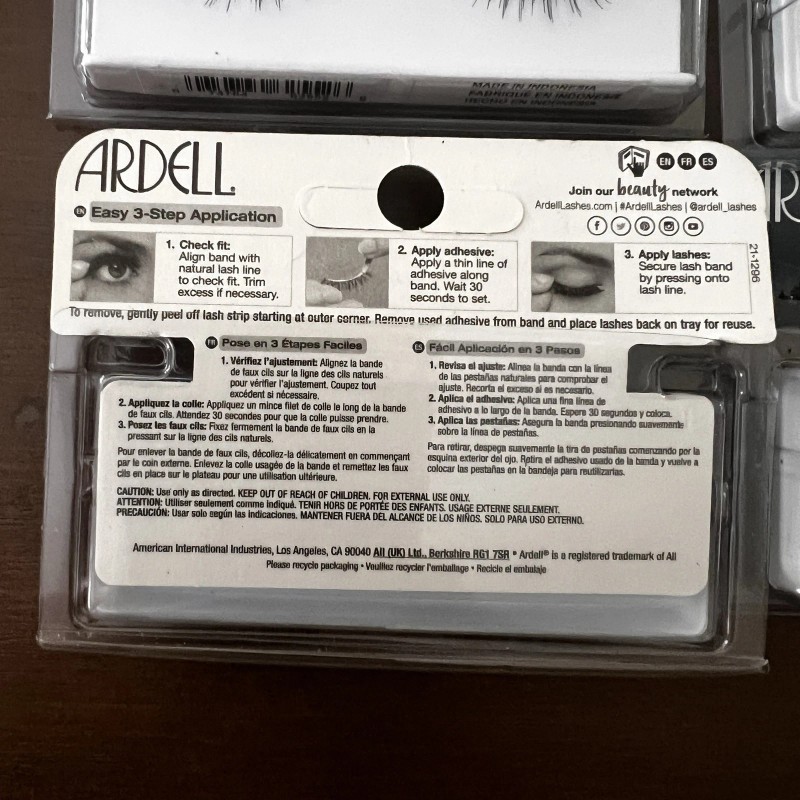 MADE IN INDONESIA
FABRIQUÉ EN INDONÉSIE
HECHO EN INDONESIA
ARDELL
EN FR ES
Join our beauty network
ArdellLashes.com | #ArdellLashes | @ardell_lashes
EN Easy 3-Step Application
1. Check fit:
Align band with
natural lash line
to check fit. Trim
excess if necessary.
2. Apply adhesive:
Apply a thin line of
adhesive along
band. Wait 30
seconds to set.
3. Apply lashes:
Secure lash band
by pressing onto
lash line.
21-1296
To remove, gently peel off lash strip starting at outer corner. Remove used adhesive from band and place lashes back on tray for reuse.
FR Pose en 3 Étapes Faciles
1. Vérifiez l'ajustement: Alignez la bande
de faux cils sur la ligne des cils naturels
pour vérifier l'ajustement. Coupez tout
excédent si nécessaire.
2. Appliquez la colle: Appliquez un mince filet de colle le long de la bande
de faux cils. Attendez 30 secondes pour que la colle puisse prendre.
3. Posez les faux cils: Fixez fermement la bande de faux cils en la
pressant sur la ligne des cils naturels.
Pour enlever la bande de faux cils, décollez-la délicatement en commençant
par le coin externe. Enlevez la colle usagée de la bande et remettez les faux
cils en place sur le plateau pour une utilisation ultérieure.
ES Fácil Aplicación en 3 Pasos
1. Revisa el ajuste: Alinea la banda con la línea
de las pestañas naturales para comprobar el
ajuste. Recorta el exceso si es necesario.
2. Aplica el adhesivo: Aplica una fina línea de
adhesivo a lo largo de la banda. Espere 30 segundos y coloca.
3. Aplica las pestañas: Asegura la banda presionando suavemente
sobre la línea de pestañas.
Para retirar, despega suavemente la tira de pestañas comenzando por la
esquina exterior del ojo. Retira el adhesivo usado de la banda y vuelve a
colocar las pestañas en la bandeja para reutilizarlas.
CAUTION: Use only as directed. KEEP OUT OF REACH OF CHILDREN. FOR EXTERNAL USE ONLY.
ATTENTION: Utiliser seulement comme indiqué. TENIR HORS DE PORTÉE DES ENFANTS. USAGE EXTERNE SEULEMENT.
PRECAUCIÓN: Usar solo según las indicaciones. MANTENER FUERA DEL ALCANCE DE LOS NIÑOS. SOLO PARA USO EXTERNO.
American International Industries, Los Angeles, CA 90040 AII (UK) Ltd., Berkshire RG1 7SR • Ardell® is a registered trademark of AII
Please recycle packaging • Veuillez recycler l'emballage • Recicle el embalaje